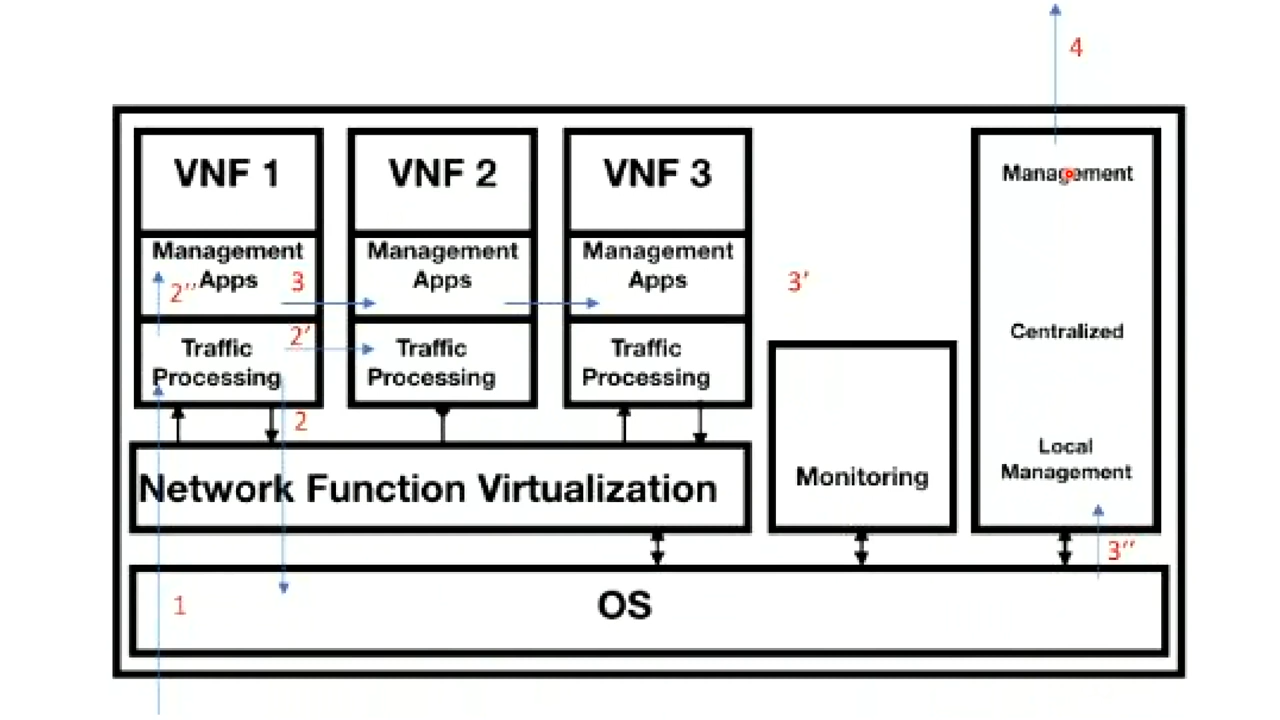 4
VNF 1
VNF 2
VNF 3
Management
Management
Apps
Management
Apps
Management
Apps
2′′
3
3′
2′
Traffic
Processing
Traffic
Processing
Traffic
Processing
Centralized
2
Local
Management
Network Function Virtualization
Monitoring
3′′
1
OS